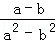 a − b
a² − b²